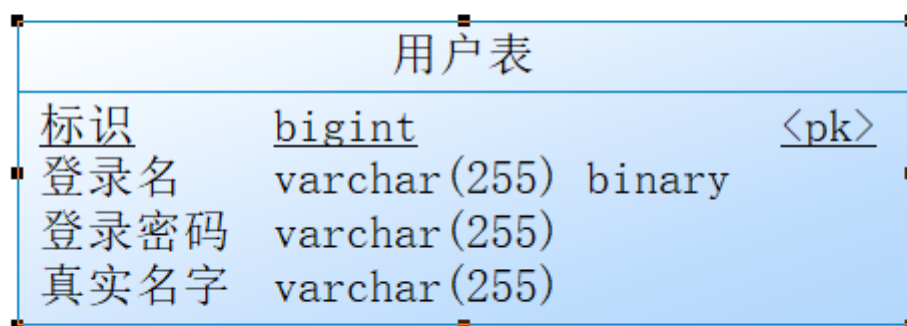 用户表
标识 bigint <pk>
登录名 varchar(255) binary
登录密码 varchar(255)
真实名字 varchar(255)